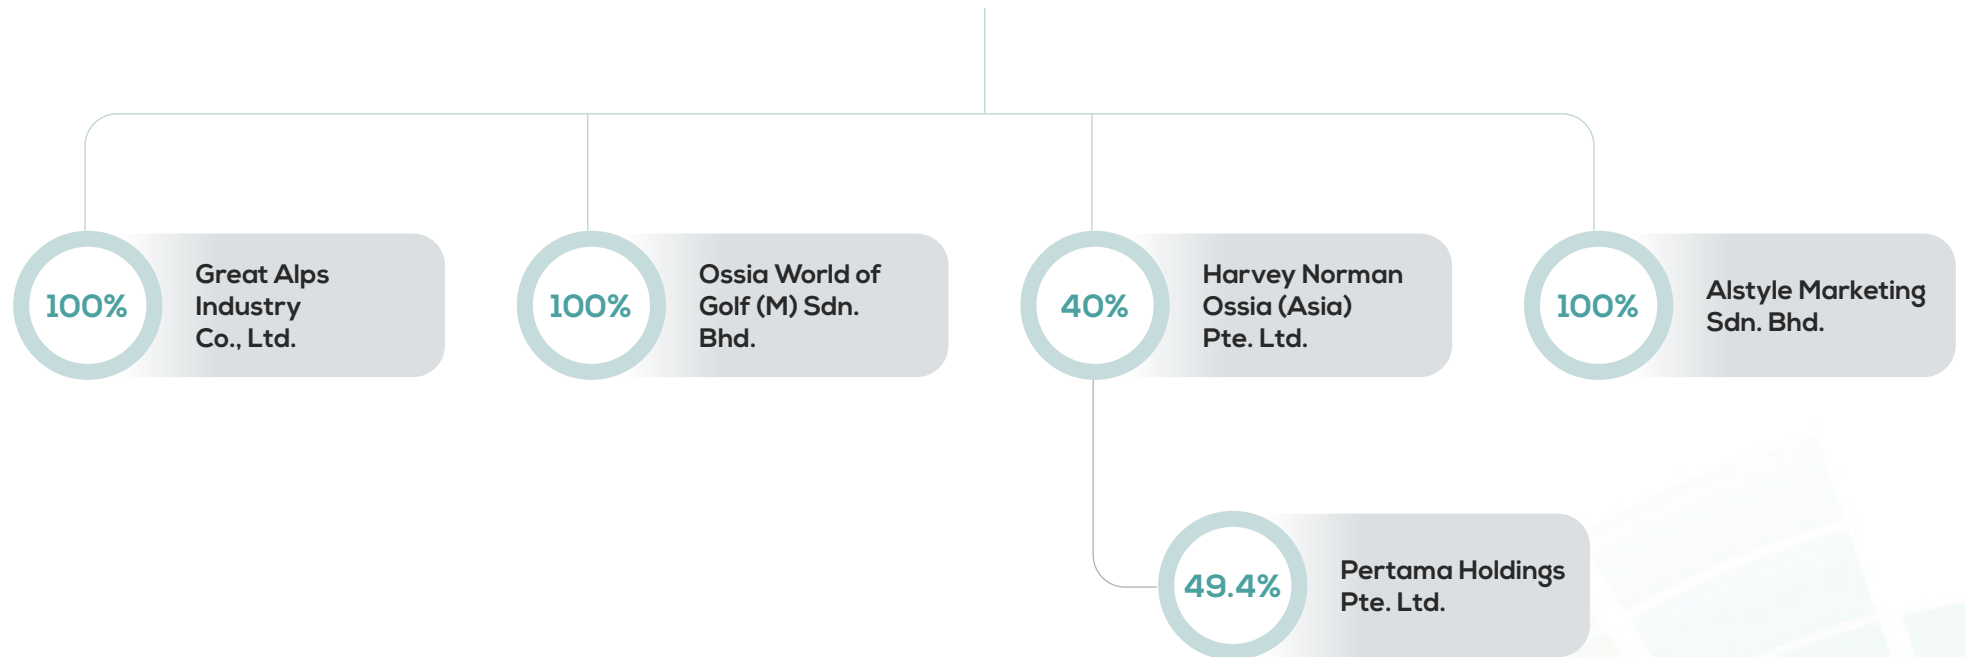 100%
Great Alps
Industry
Co., Ltd.
100%
Ossia World of
Golf (M) Sdn.
Bhd.
40%
Harvey Norman
Ossia (Asia)
Pte. Ltd.
100%
Alstyle Marketing
Sdn. Bhd.
49.4%
Pertama Holdings
Pte. Ltd.